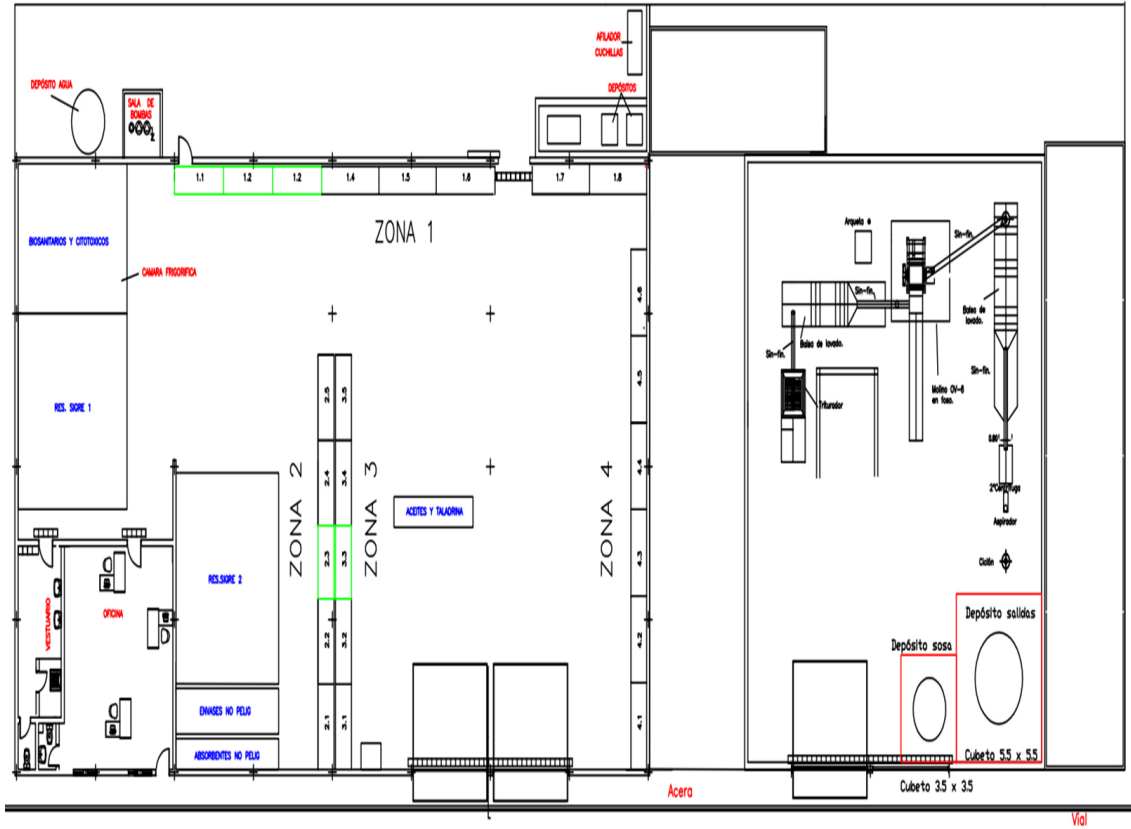 AFILADOR
CUCHILLAS
DEPÓSITO AGUA
SALA DE
BOMBAS
DEPÓSITOS
1.1
1.2
1.2
1.4
1.5
1.6
1.7
1.8
ZONA 1
BIOSANITARIOS Y CITOTOXICOS
CAMARA FRIGORIFICA
RES. SIGRE 1
4.6
4.5
4.4
4.3
4.2
4.1
2.5
2.4
2.3
2.2
2.1
3.5
3.4
3.3
3.2
3.1
ZONA 2
ZONA 3
ZONA 4
ACEITES Y TALADRINA
RES.SIGRE 2
VESTUARIO
OFICINA
ENVASES NO PELIG
ABSORBENTES NO PELIG
Arqueta
Sin-fin.
Sin-fin.
Balsa de lavado.
Sin-fin.
Triturador
Molino OV-6
en foso.
Balsa de
lavado.
Sin-fin.
0.80
2ªCentrífuga
Aspirador
Ciclón
Depósito salidas
Depósito sosa
Cubeto 5.5 x 5.5
Cubeto 3.5 x 3.5
Acera
Vial